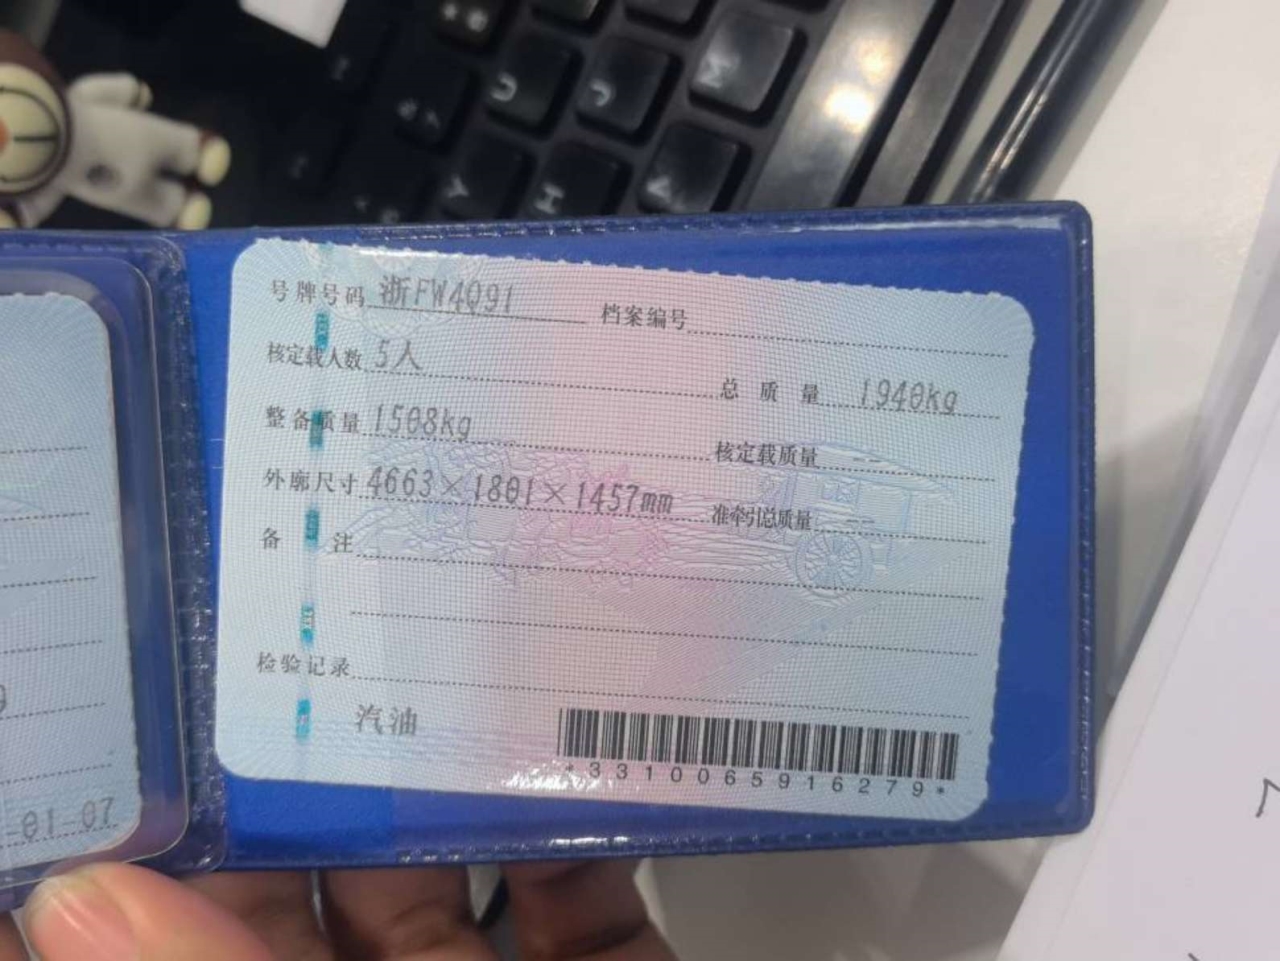 号牌号码 浙FW4Q91 档案编号
核定载人数 5人 总质量 1940kg
整备质量 1508kg 核定载质量 --
外廓尺寸 4663×1801×1457mm 准牵引总质量 --
备注
检验记录
汽油
*3310065916279*
9
-01-07
U
J
M
Y
H
N